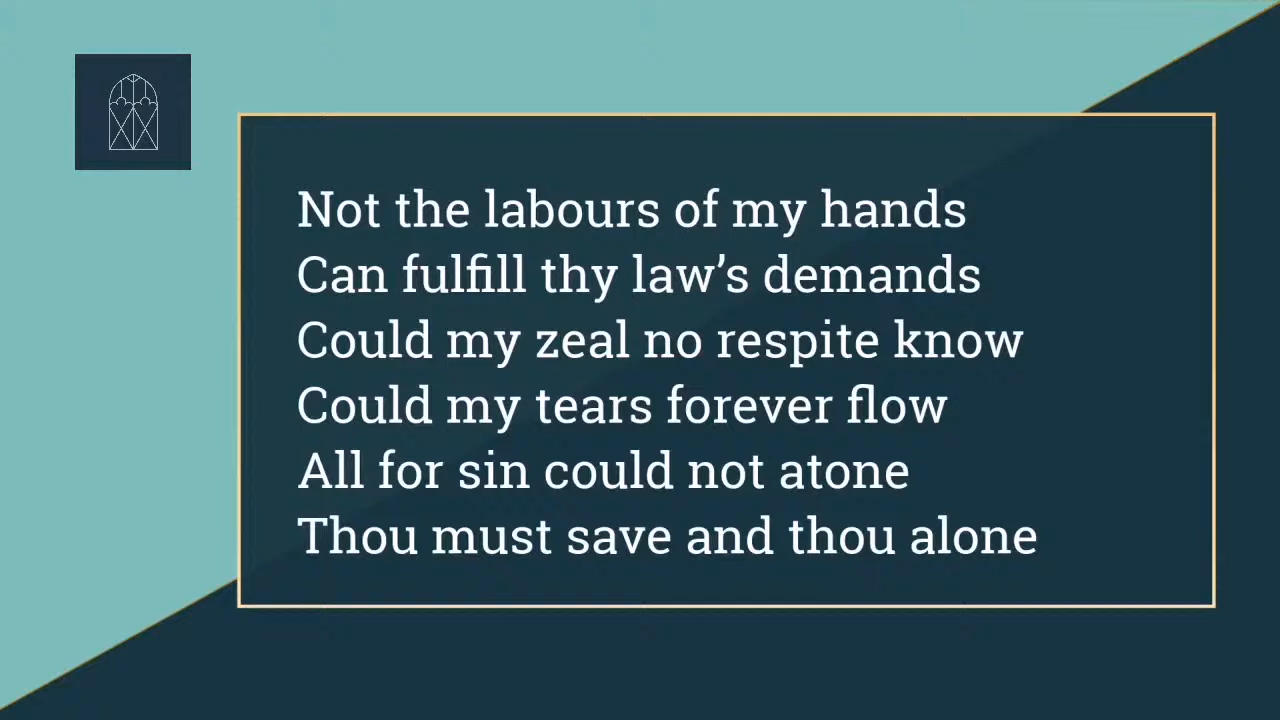 Not the labours of my hands
Can fulfill thy law’s demands
Could my zeal no respite know
Could my tears forever flow
All for sin could not atone
Thou must save and thou alone